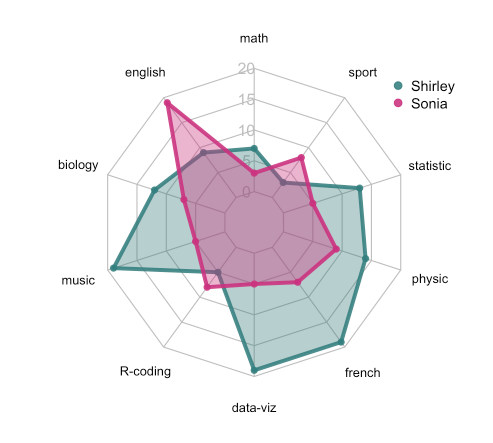 math
english
sport
Shirley
Sonia
20
15
10
5
0
biology
statistic
music
physic
R-coding
french
data-viz